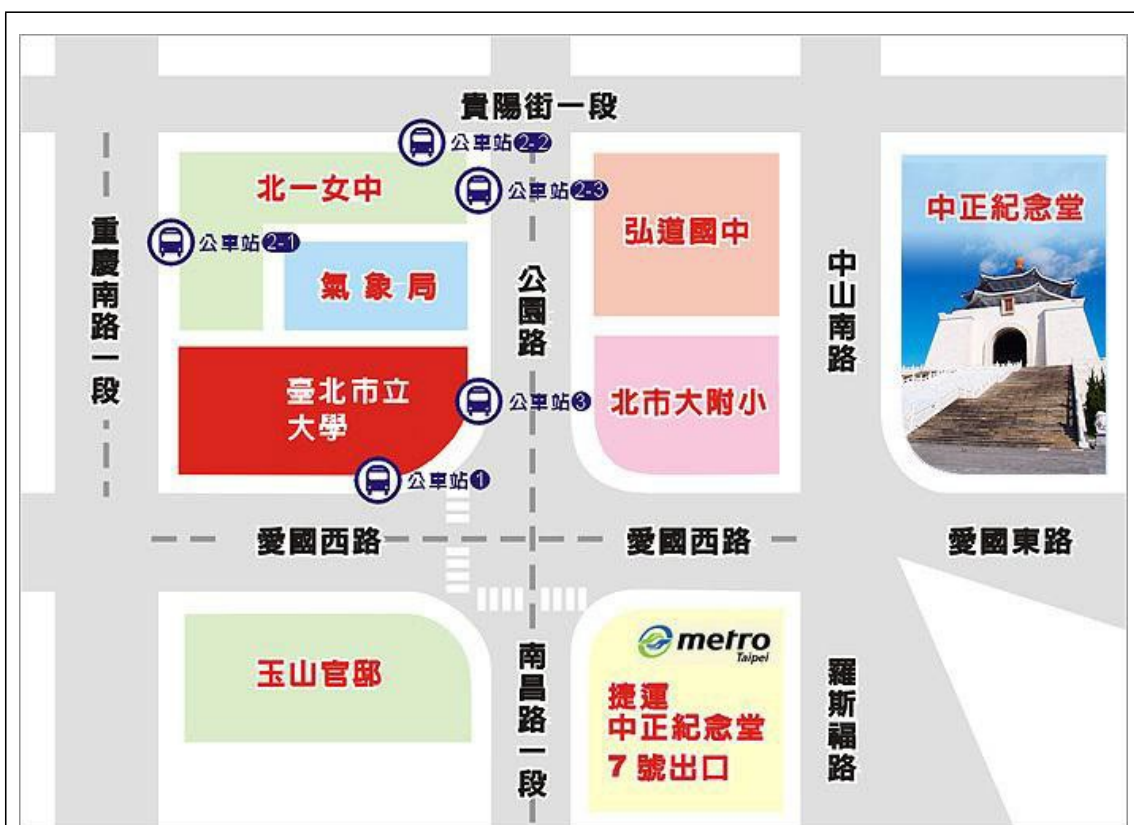 貴陽街一段
公車站2-2
北一女中
公車站2-3
中正紀念堂
弘道國中
公車站2-1
重慶南路一段
氣象局
公園路
中山南路
臺北市立
大學
公車站3
北市大附小
公車站1
愛國西路
愛國西路
愛國東路
玉山官邸
南昌路一段
metro
Taipei
捷運
中正紀念堂
7號出口
羅斯福路